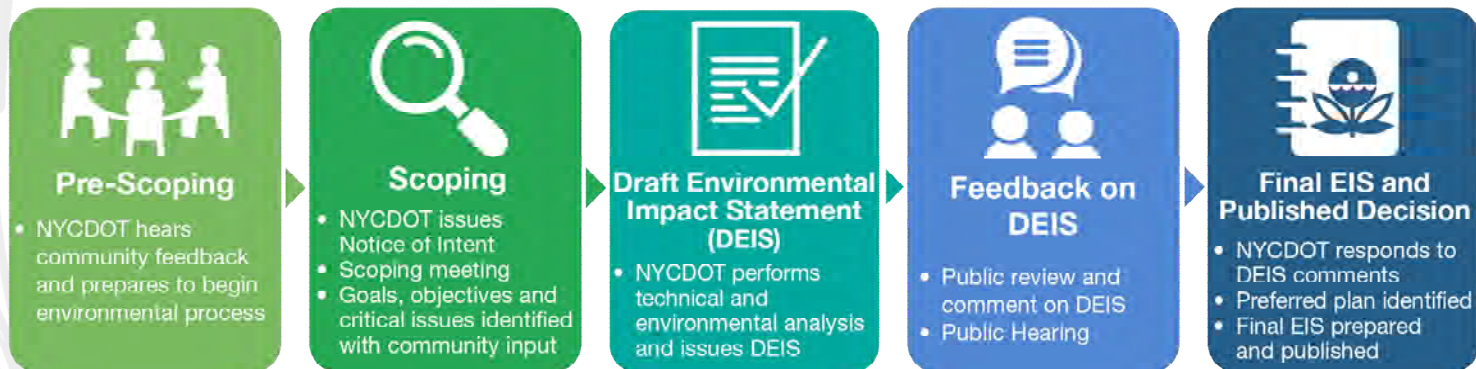 Pre-Scoping
• NYCDOT hears
community feedback
and prepares to begin
environmental process
Scoping
• NYCDOT issues
Notice of Intent
• Scoping meeting
• Goals, objectives and
critical issues identified
with community input
Draft Environmental
Impact Statement
(DEIS)
• NYCDOT performs
technical and
environmental analysis
and issues DEIS
Feedback on
DEIS
• Public review and
comment on DEIS
• Public Hearing
Final EIS and
Published Decision
• NYCDOT responds to
DEIS comments
• Preferred plan identified
• Final EIS prepared
and published